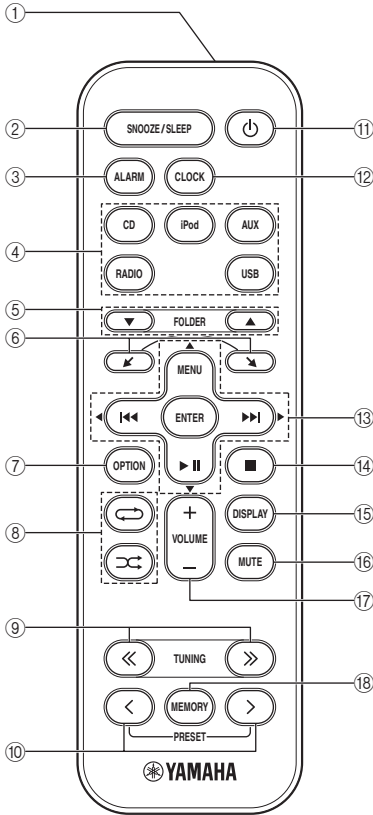 ①
② SNOOZE/SLEEP ⑪
③ ALARM CLOCK ⑫
④ CD iPod AUX
RADIO USB
⑤ FOLDER
⑥
MENU
ENTER ⑬
⑦ OPTION ⑭
⑧ + DISPLAY ⑮
VOLUME
– MUTE ⑯
⑰
⑨ TUNING
⑱
MEMORY
⑩ PRESET
YAMAHA